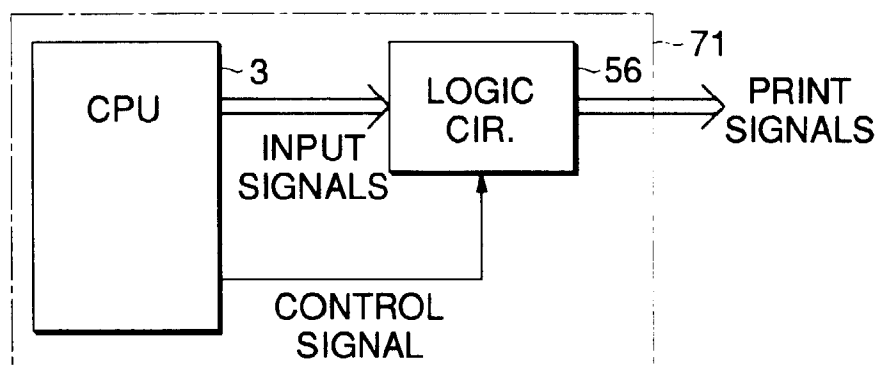 71
3
56
CPU
LOGIC
CIR.
PRINT
SIGNALS
INPUT
SIGNALS
CONTROL
SIGNAL